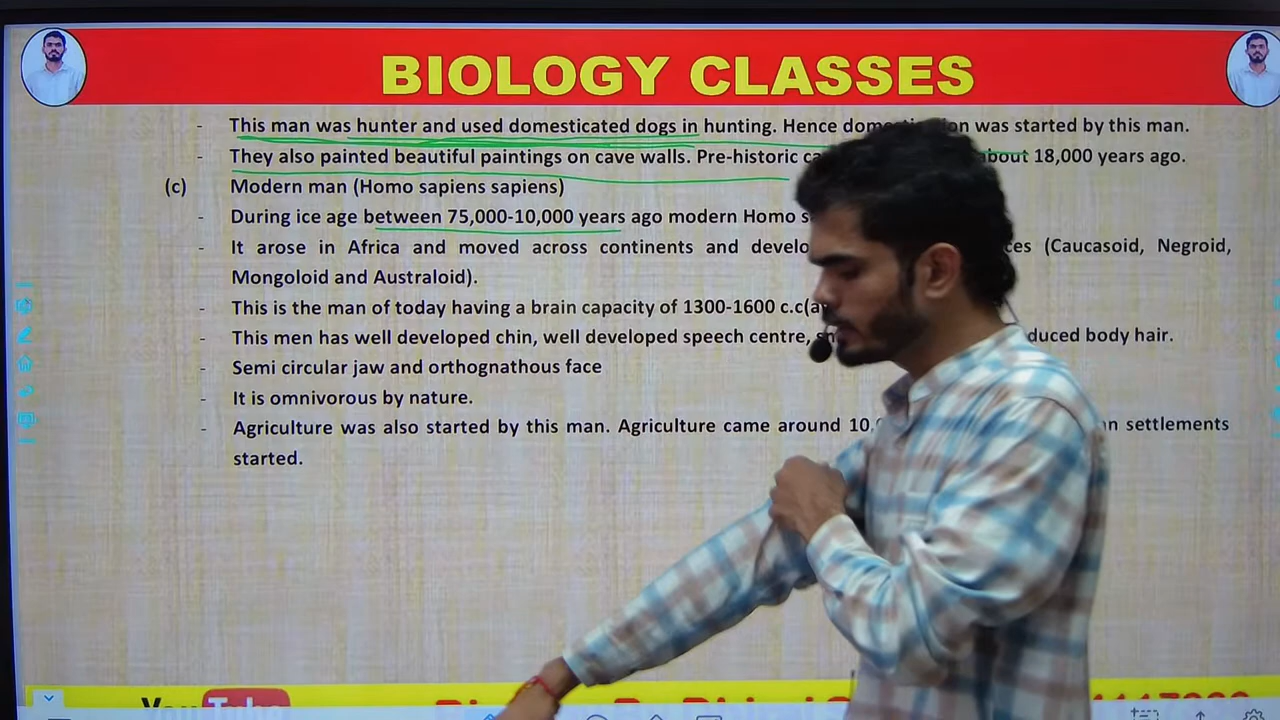 BIOLOGY CLASSES
- This man was hunter and used domesticated dogs in hunting. Hence was started by this man.
- They also painted beautiful paintings on cave walls. Pre-historic about 18,000 years ago.
(c) Modern man (Homo sapiens sapiens)
- During ice age between 75,000-10,000 years ago modern Homo
- It arose in Africa and moved across continents and (Caucasoid, Negroid,
Mongoloid and Australoid).
- This is the man of today having a brain capacity of 1300-1600
- This men has well developed chin, well developed speech centre, body hair.
- Semi circular jaw and orthognathous face
- It is omnivorous by nature.
- Agriculture was also started by this man. Agriculture came around settlements
started.
YouTube